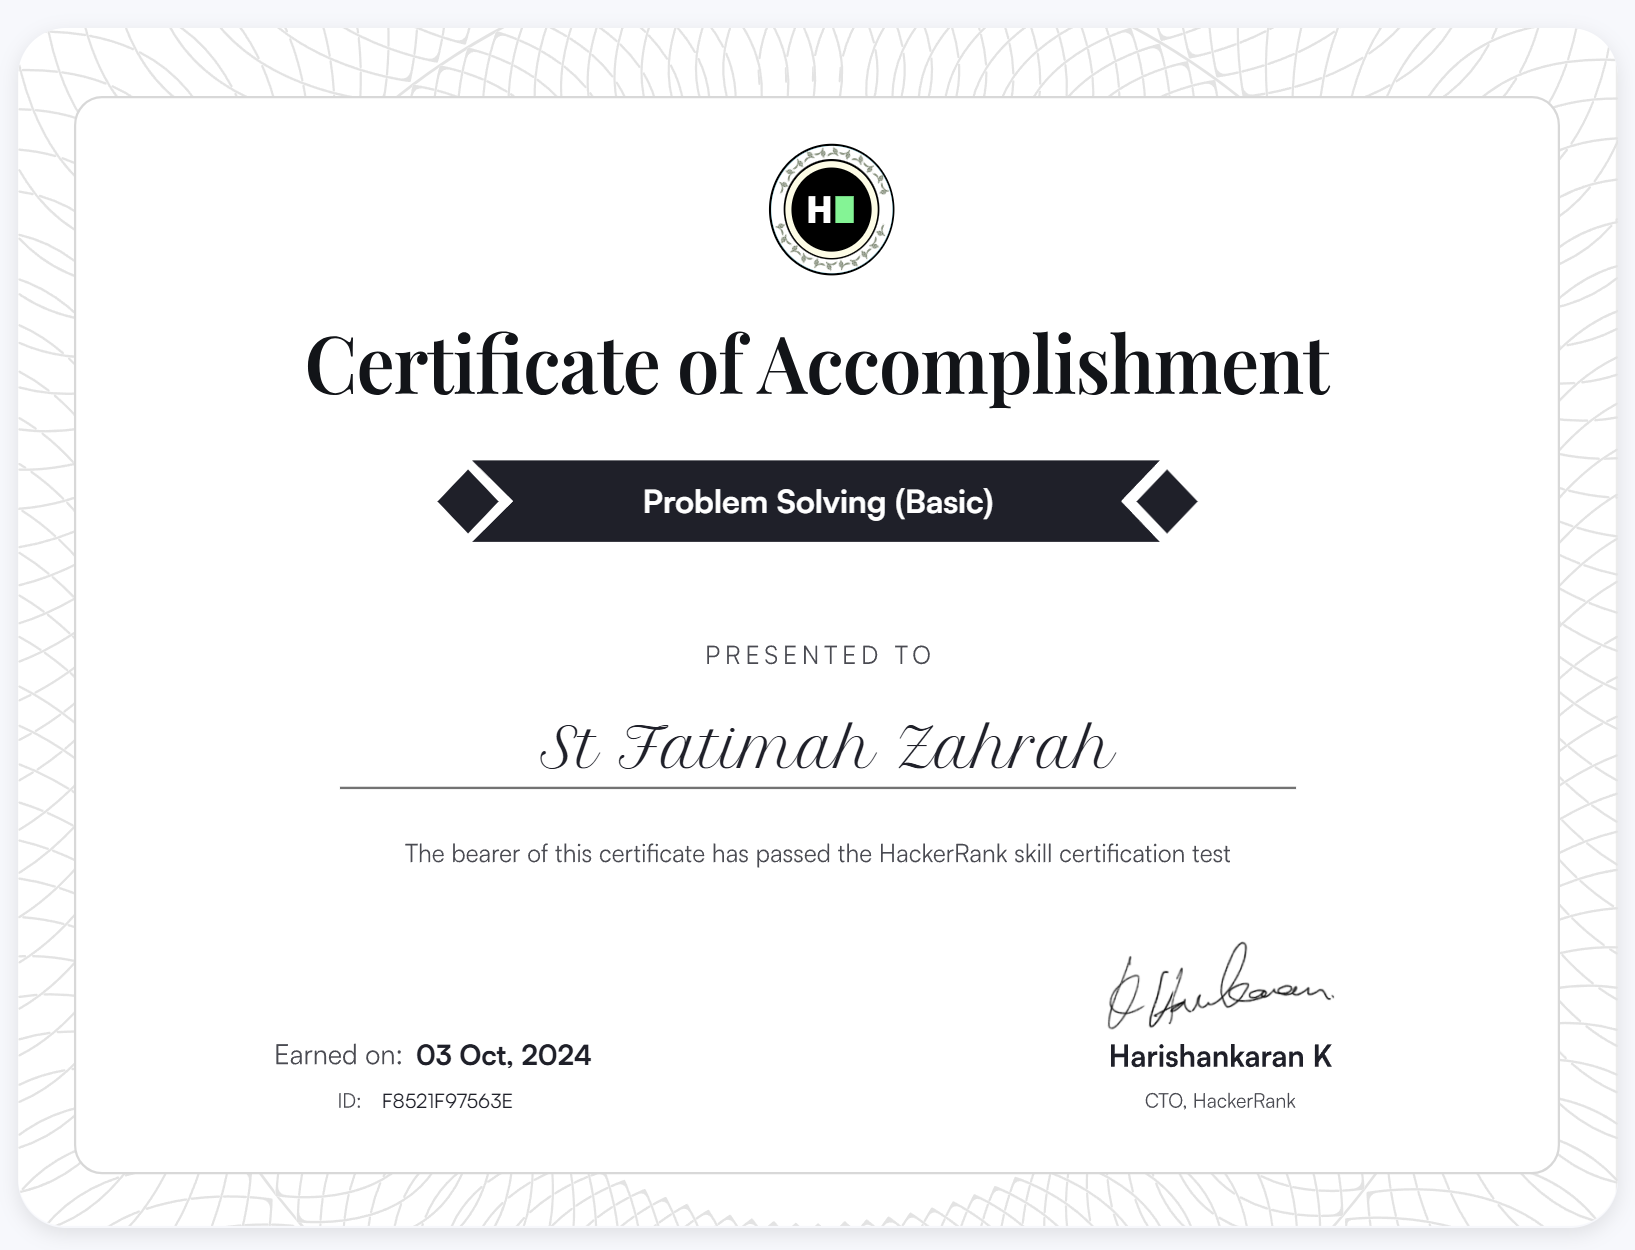 H
Certificate of Accomplishment
Problem Solving (Basic)
PRESENTED TO
St Fatimah Zahrah
The bearer of this certificate has passed the HackerRank skill certification test
Earned on: 03 Oct, 2024
ID: F8521F97563E
Harishankaran K
CTO, HackerRank